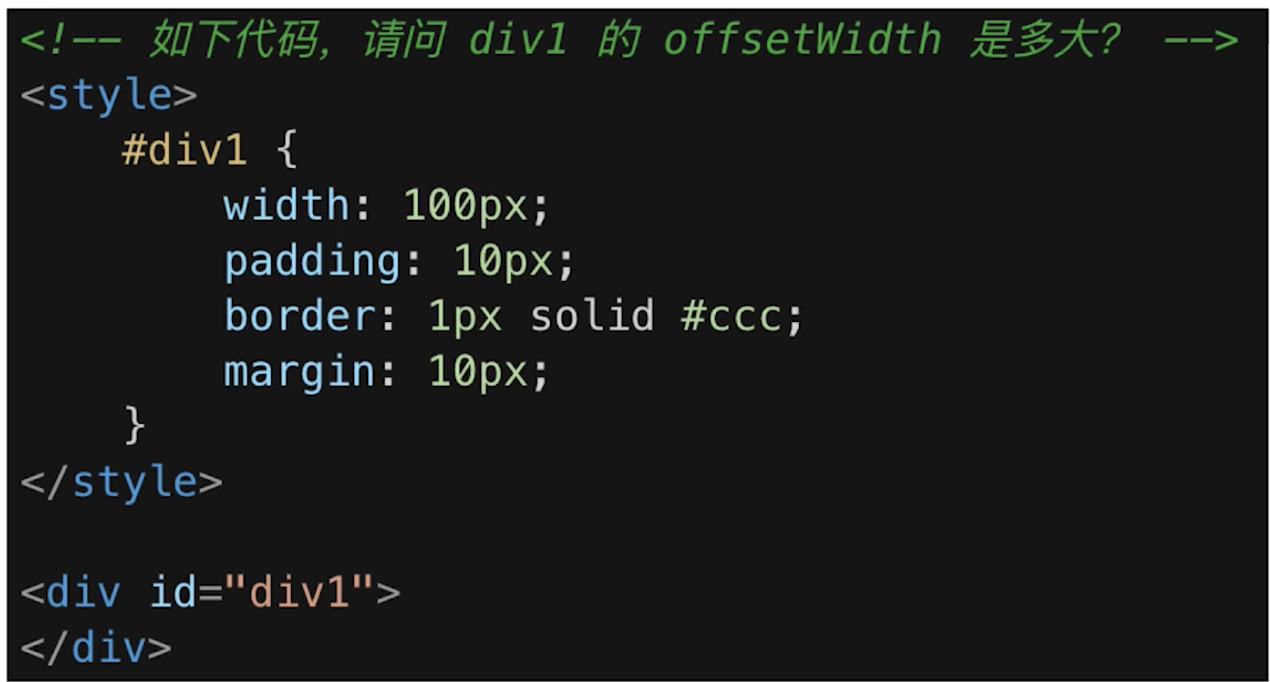 <!-- 如下代码，请问 div1 的 offsetWidth 是多大？ -->
<style>
    #div1 {
        width: 100px;
        padding: 10px;
        border: 1px solid #ccc;
        margin: 10px;
    }
</style>

<div id="div1">
</div>